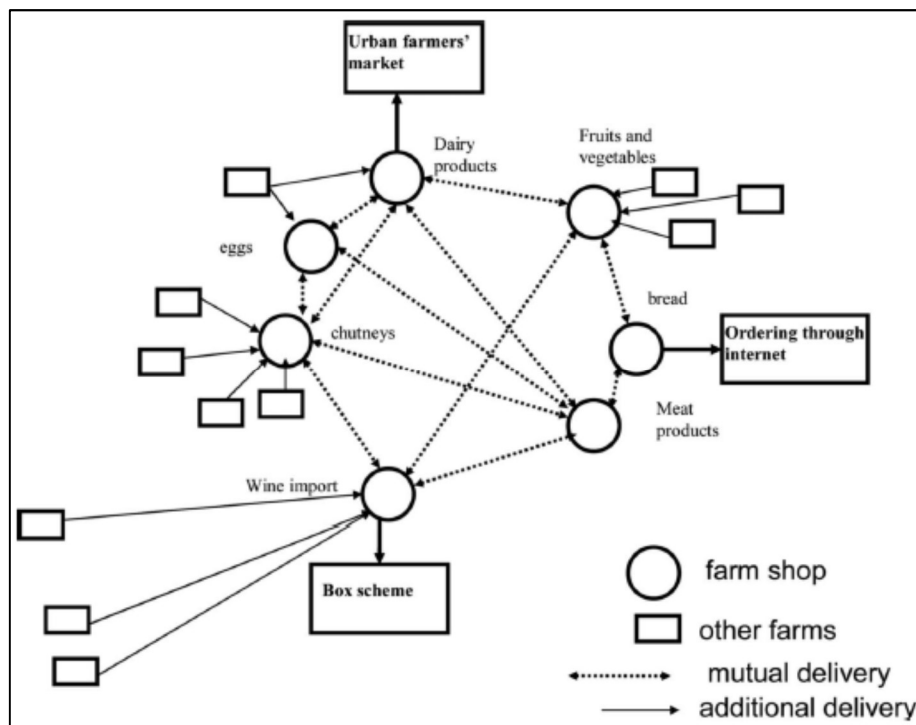 Urban farmers'
market
Dairy
products
Fruits and
vegetables
eggs
bread
chutneys
Ordering through
internet
Meat
products
Wine import
Box scheme
farm shop
other farms
mutual delivery
additional delivery